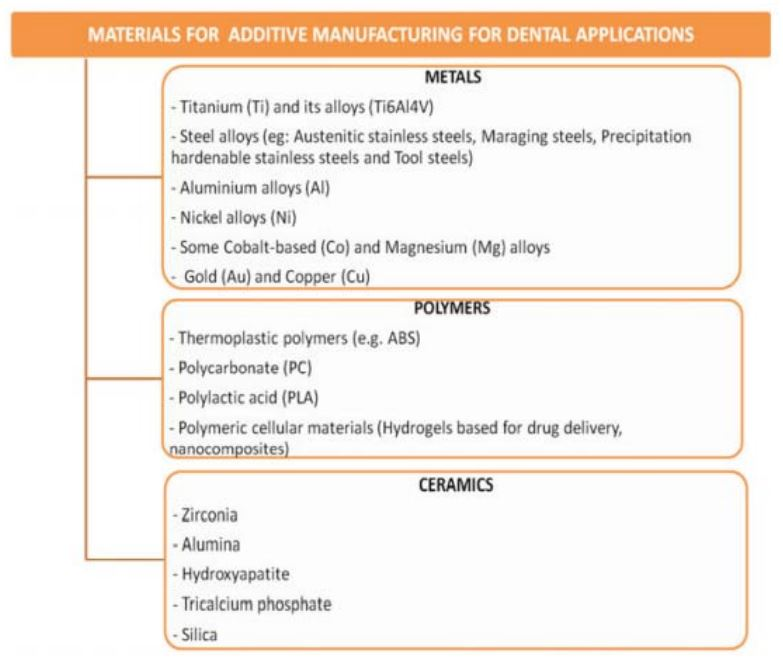 MATERIALS FOR ADDITIVE MANUFACTURING FOR DENTAL APPLICATIONS
METALS
- Titanium (Ti) and its alloys (Ti6Al4V)
- Steel alloys (eg: Austenitic stainless steels, Maraging steels, Precipitation
hardenable stainless steels and Tool steels)
- Aluminium alloys (Al)
- Nickel alloys (Ni)
- Some Cobalt-based (Co) and Magnesium (Mg) alloys
- Gold (Au) and Copper (Cu)
POLYMERS
- Thermoplastic polymers (e.g. ABS)
- Polycarbonate (PC)
- Polylactic acid (PLA)
- Polymeric cellular materials (Hydrogels based for drug delivery,
nanocomposites)
CERAMICS
- Zirconia
- Alumina
- Hydroxyapatite
- Tricalcium phosphate
- Silica